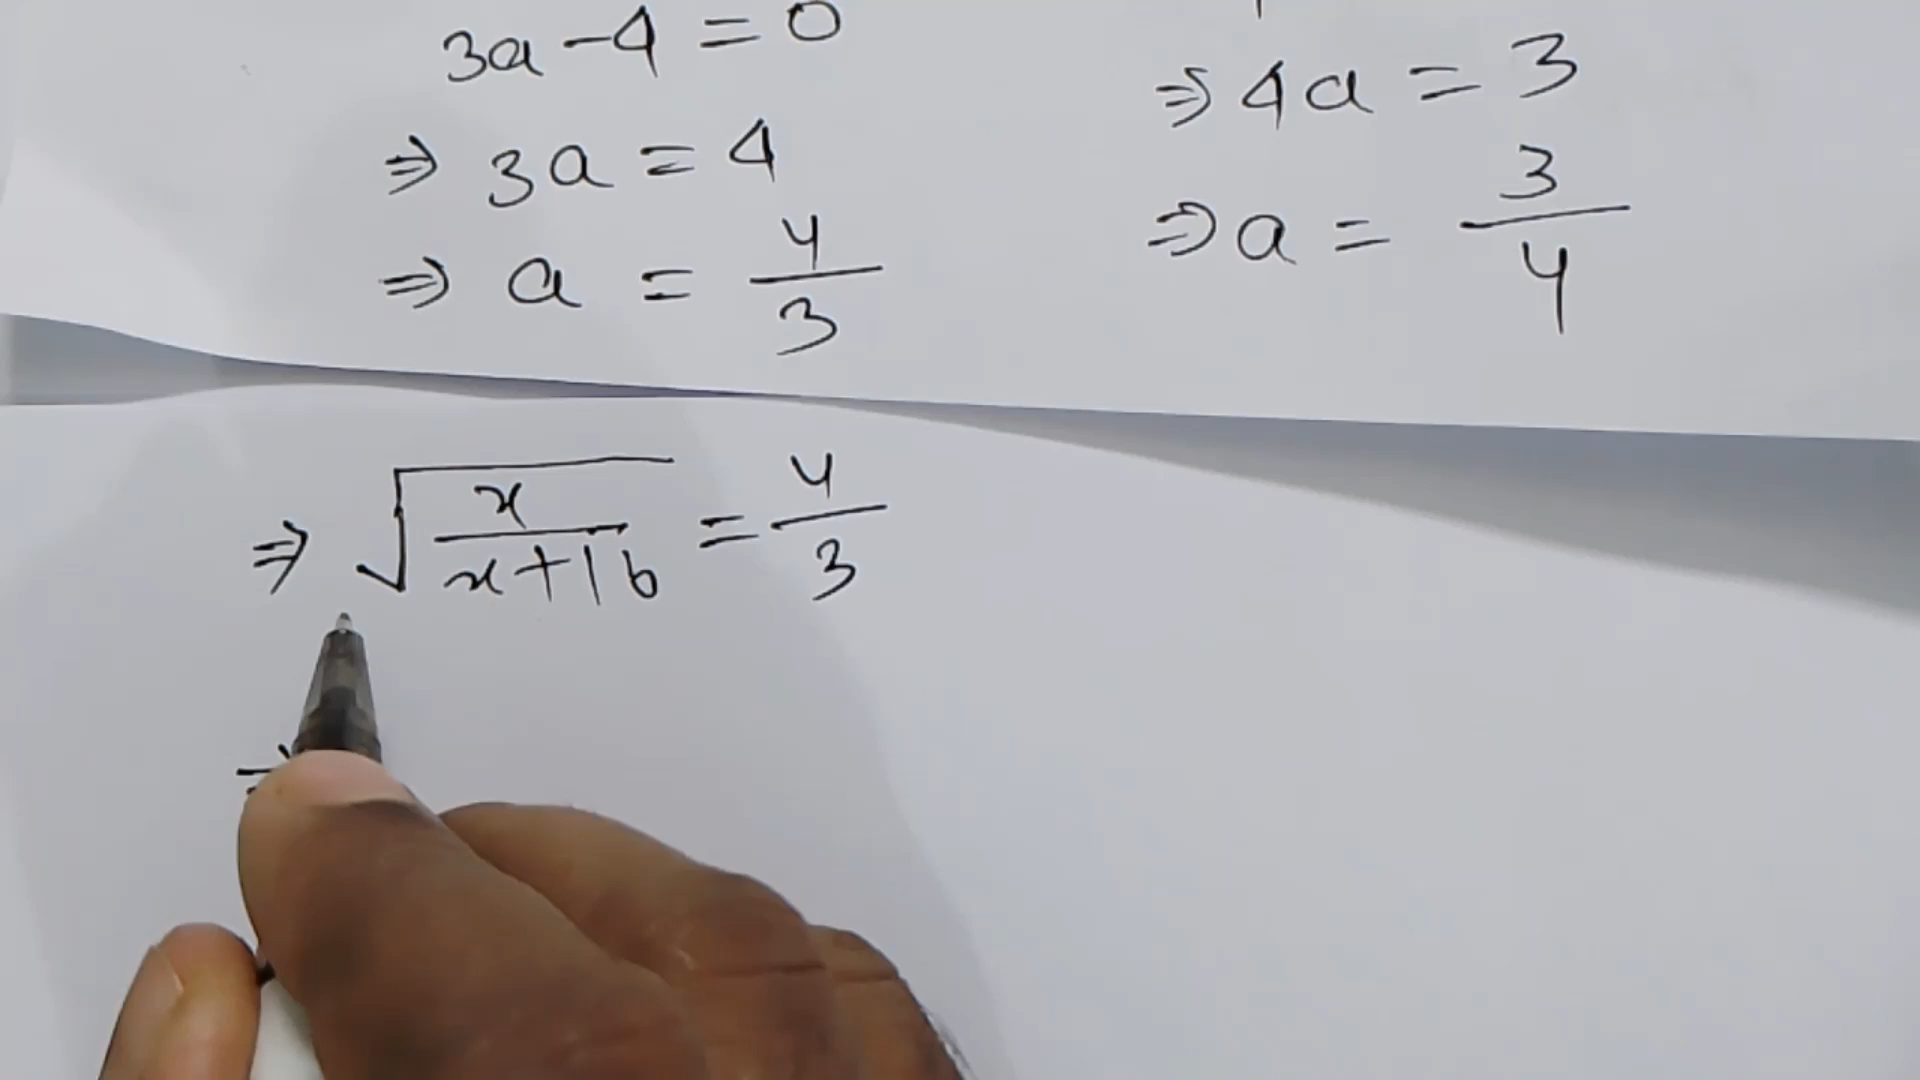 3a - 4 = 0
⇒ 3a = 4
⇒ a = 4/3
⇒ 4a = 3
⇒ a = 3/4
⇒ √(x/(x+16)) = 4/3